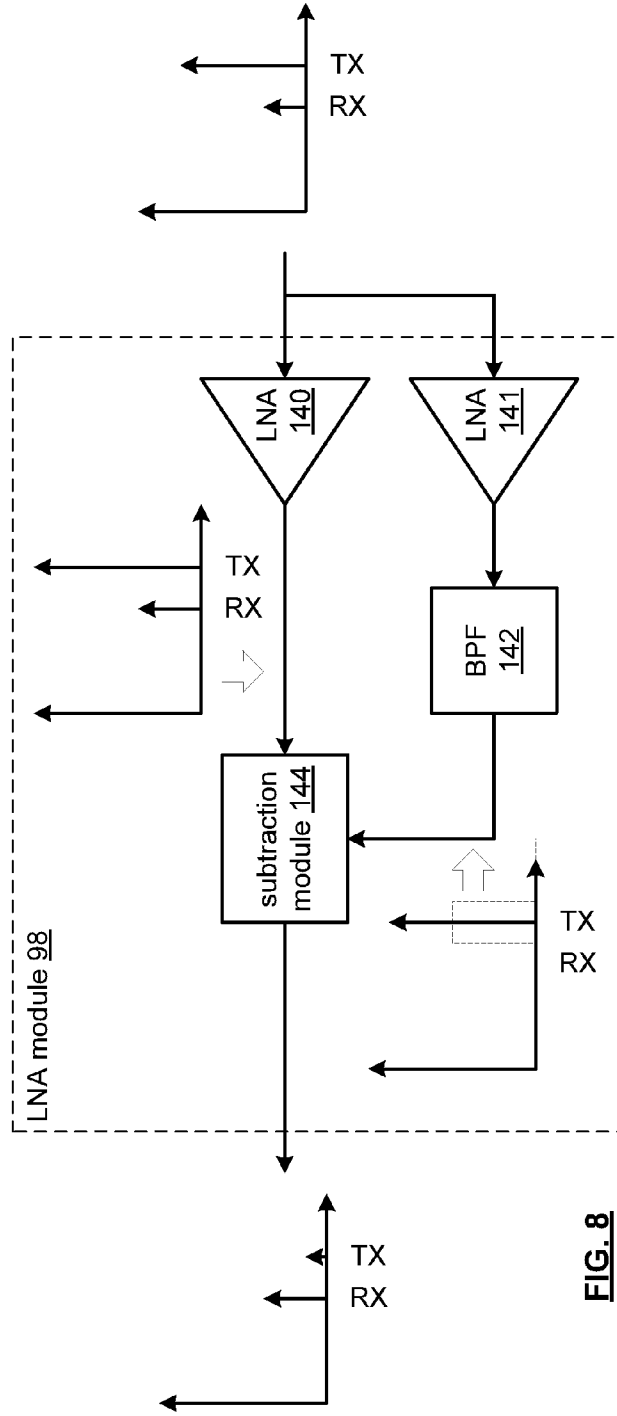 LNA module 98
TX
RX
TX
RX
LNA
140
LNA
141
BPF
142
subtraction
module 144
TX
RX
TX
RX
FIG. 8